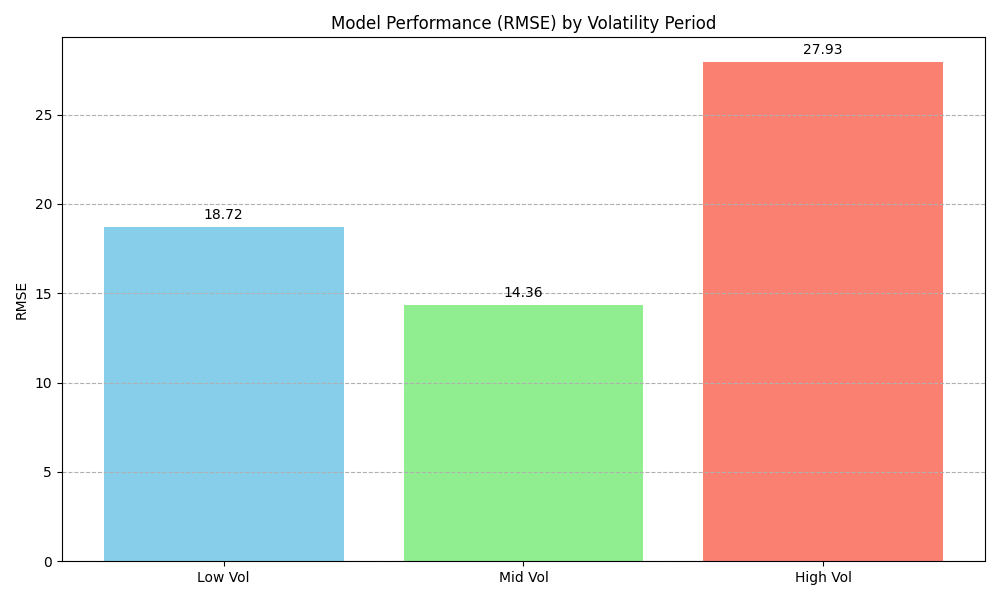 Model Performance (RMSE) by Volatility Period
27.93
25
20
18.72
15
14.36
RMSE
10
5
0
Low Vol
Mid Vol
High Vol